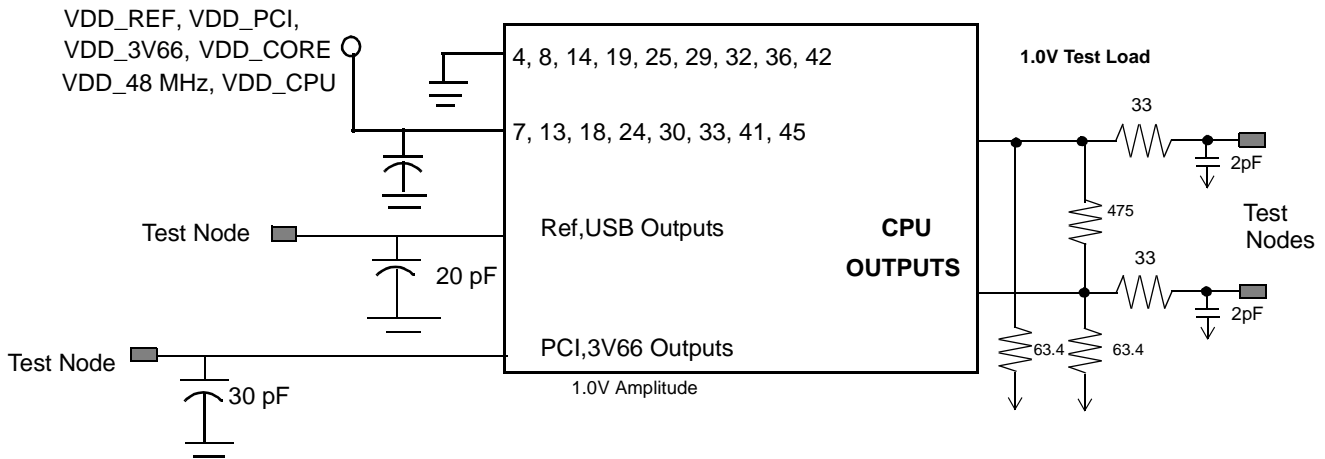 VDD_REF, VDD_PCI,
VDD_3V66, VDD_CORE
VDD_48 MHz, VDD_CPU
4, 8, 14, 19, 25, 29, 32, 36, 42
7, 13, 18, 24, 30, 33, 41, 45
Test Node
20 pF
Ref,USB Outputs
Test Node
30 pF
PCI,3V66 Outputs
1.0V Amplitude
CPU
OUTPUTS
1.0V Test Load
33
2pF
475
Test
Nodes
33
2pF
63.4
63.4